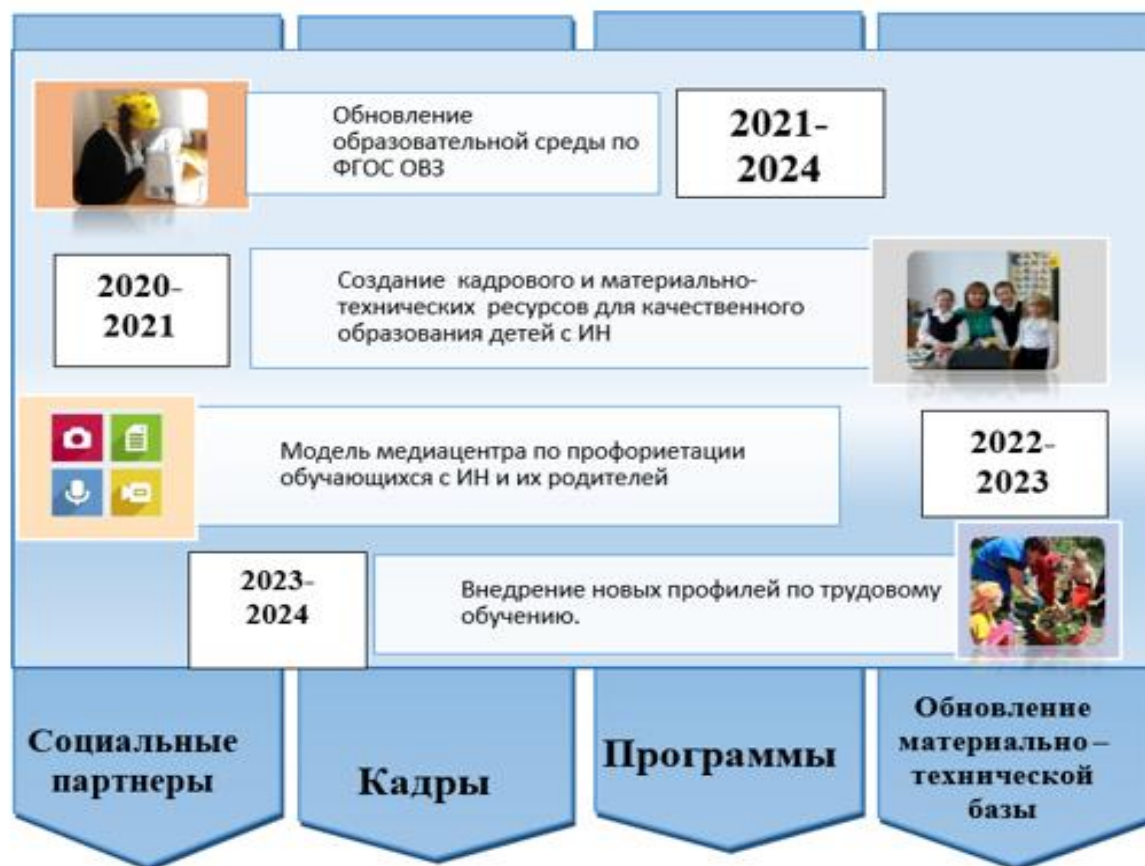 Обновление
образовательной среды по
ФГОС ОВЗ
2021-
2024
2020-
2021
Создание кадрового и материально-
технических ресурсов для качественного
образования детей с ИН
Модель медиацентра по профориетации
обучающихся с ИН и их родителей
2022-
2023
2023-
2024
Внедрение новых профилей по трудовому
обучению.
Социальные
партнеры
Кадры
Программы
Обновление
материально –
технической
базы